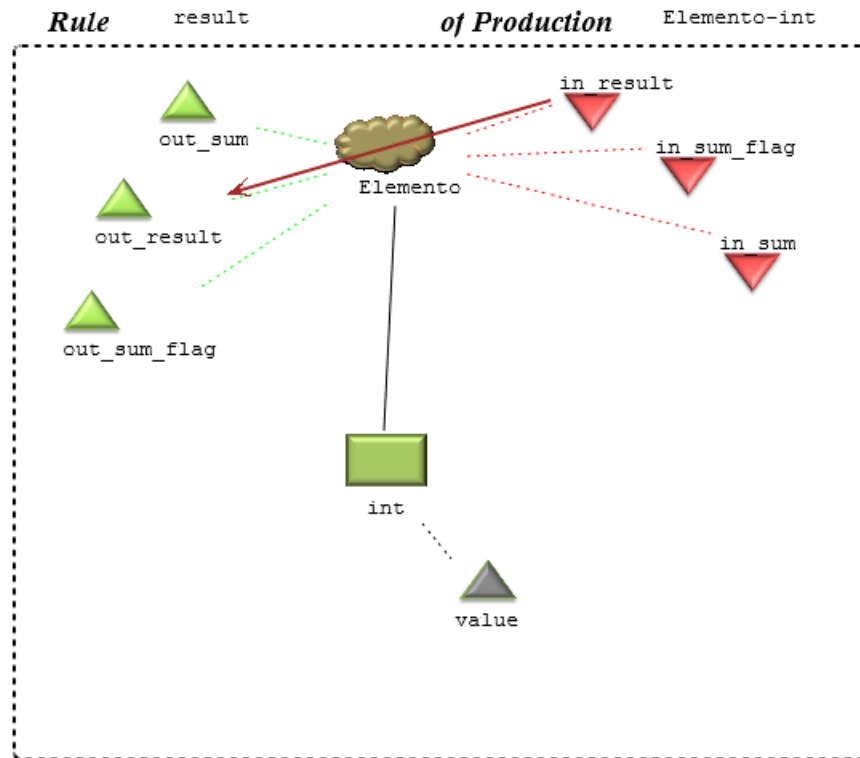 Rule result of Production Elemento-int
in_result
out_sum
in_sum_flag
Elemento
out_result
in_sum
out_sum_flag
int
value